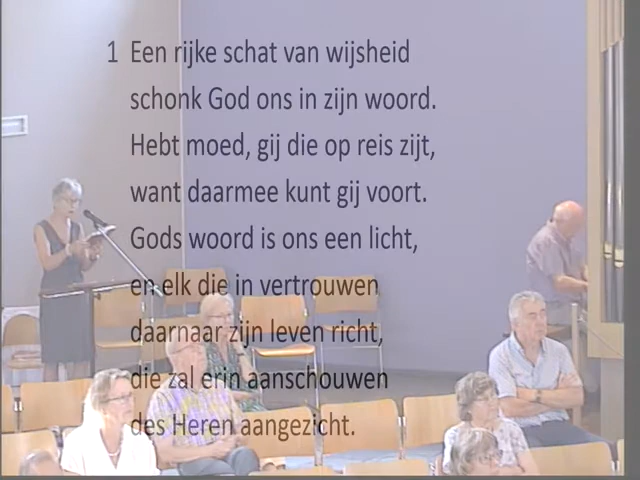 1 Een rijke schat van wijsheid
schonk God ons in zijn woord.
Hebt moed, gij die op reis zijt,
want daarmee kunt gij voort.
Gods woord is ons een licht,
en elk die in vertrouwen
daarnaar zijn leven richt,
die zal erin aanschouwen
des Heren aangezicht.